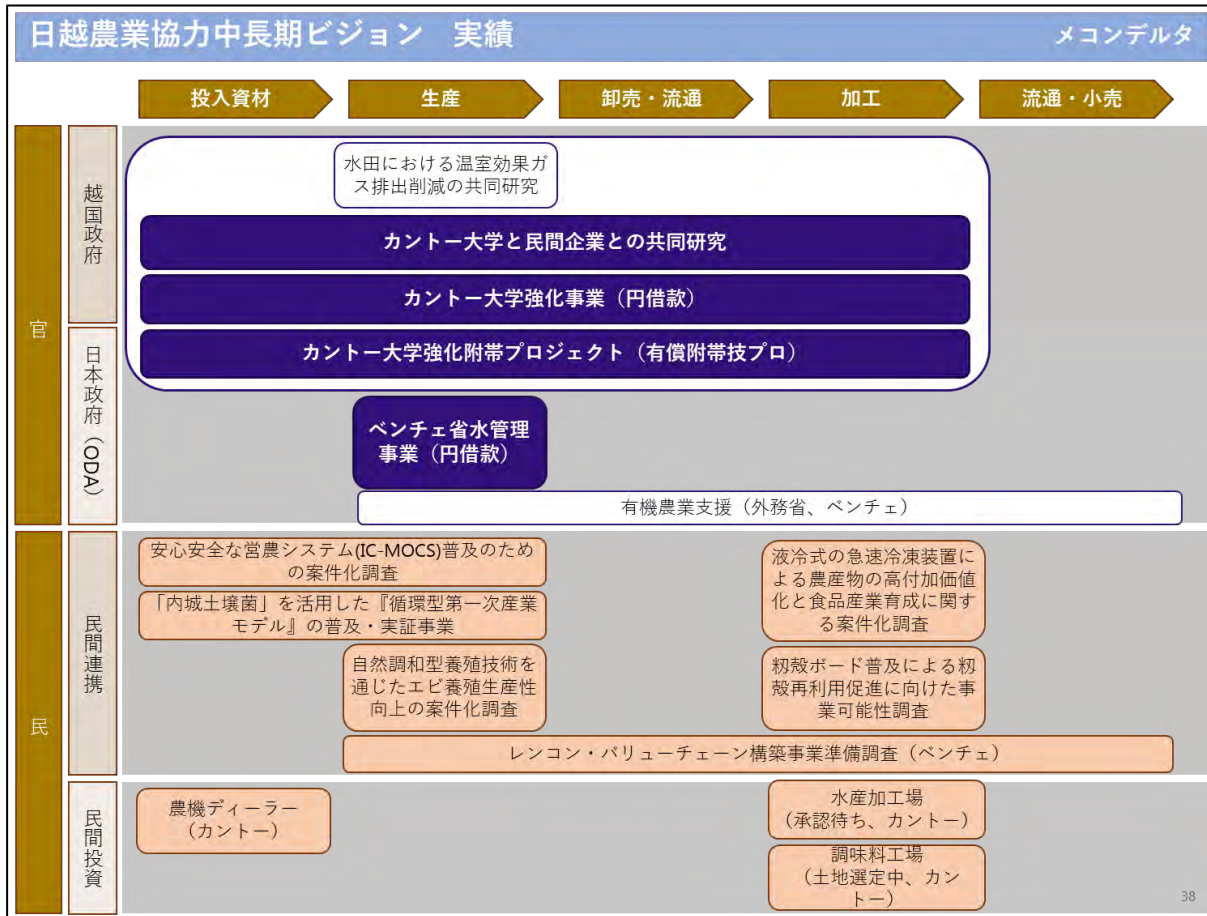 日越農業協力中長期ビジョン　実績
メコンデルタ
投入資材
生産
卸売・流通
加工
流通・小売
官
越国政府
水田における温室効果ガ
ス排出削減の共同研究
カントー大学と民間企業との共同研究
カントー大学強化事業（円借款）
日本政府（ODA）
カントー大学強化附帯プロジェクト（有償附帯技プロ）
ベンチェ省水管理
事業（円借款）
有機農業支援（外務省、ベンチェ）
民
民間連携
安心安全な営農システム(IC-MOCS)普及のため
の案件化調査
「内城土壌菌」を活用した『循環型第一次産業
モデル』の普及・実証事業
自然調和型養殖技術を
通じたエビ養殖生産性
向上の案件化調査
液冷式の急速冷凍装置に
よる農産物の高付加価値
化と食品産業育成に関す
る案件化調査
籾殻ボード普及による籾
殻再利用促進に向けた事
業可能性調査
レンコン・バリューチェーン構築事業準備調査（ベンチェ）
民間投資
農機ディーラー
（カントー）
水産加工場
（承認待ち、カントー）
調味料工場
（土地選定中、カン
トー）
38